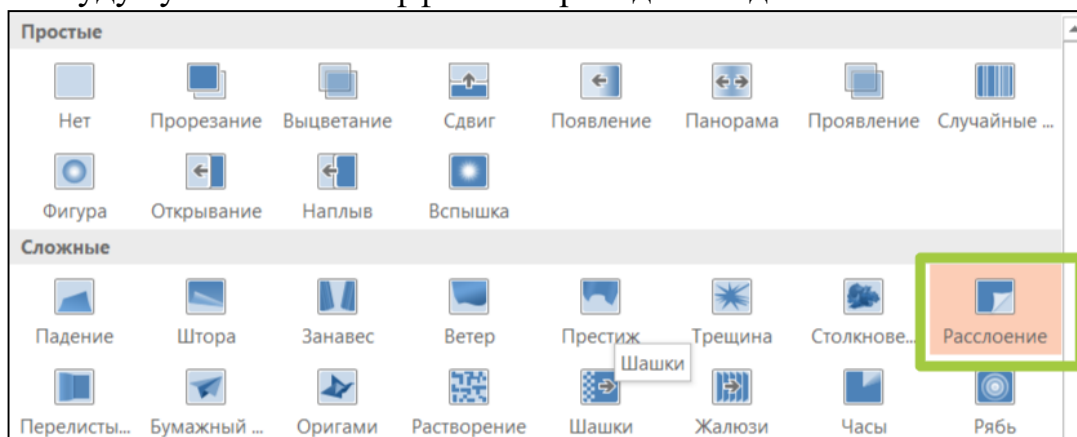 Простые
Нет Прорезание Выцветание Сдвиг Появление Панорама Проявление Случайные ...
Фигура Открывание Наплыв Вспышка
Сложные
Падение Штора Занавес Ветер Престиж Трещина Столкнове... Расслоение
Шашки
Перелисты... Бумажный ... Оригами Растворение Шашки Жалюзи Часы Рябь